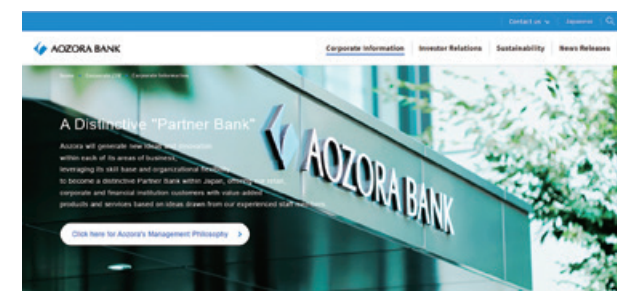 Contact us Japanese
AOZORA BANK
Corporate Information Investor Relations Sustainability News Releases
Home Corporate Information
A Distinctive "Partner Bank"
Aozora will generate new ideas and innovation
within each of its areas of business,
leveraging its skill base and organizational flexibility
to become a distinctive Partner Bank within Japan, offering our retail,
corporate and financial institution customers with value-added
products and services based on ideas drawn from our experienced staff
Click here for Aozora's Management Philosophy
AOZORA BANK